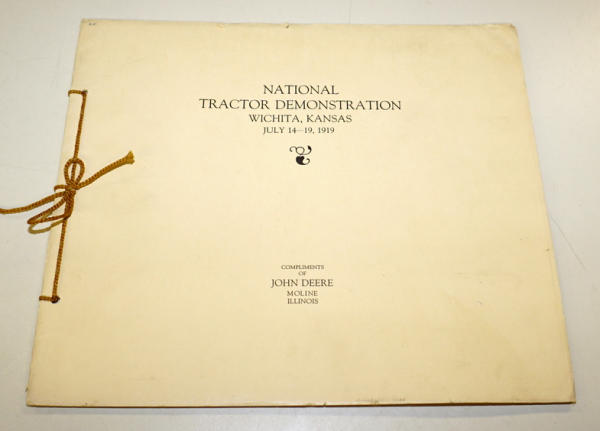 NATIONAL
TRACTOR DEMONSTRATION
WICHITA, KANSAS
JULY 14—19, 1919
COMPLIMENTS
OF
JOHN DEERE
MOLINE
ILLINOIS